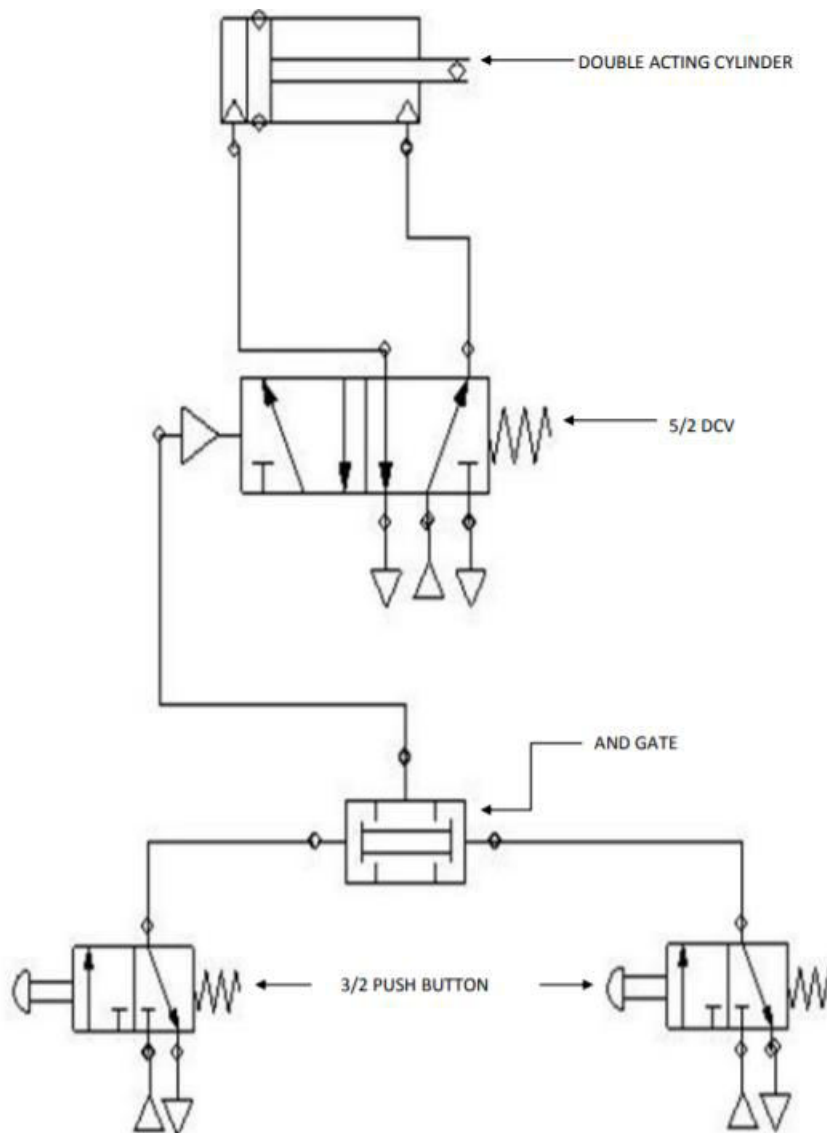 DOUBLE ACTING CYLINDER
5/2 DCV
AND GATE
3/2 PUSH BUTTON